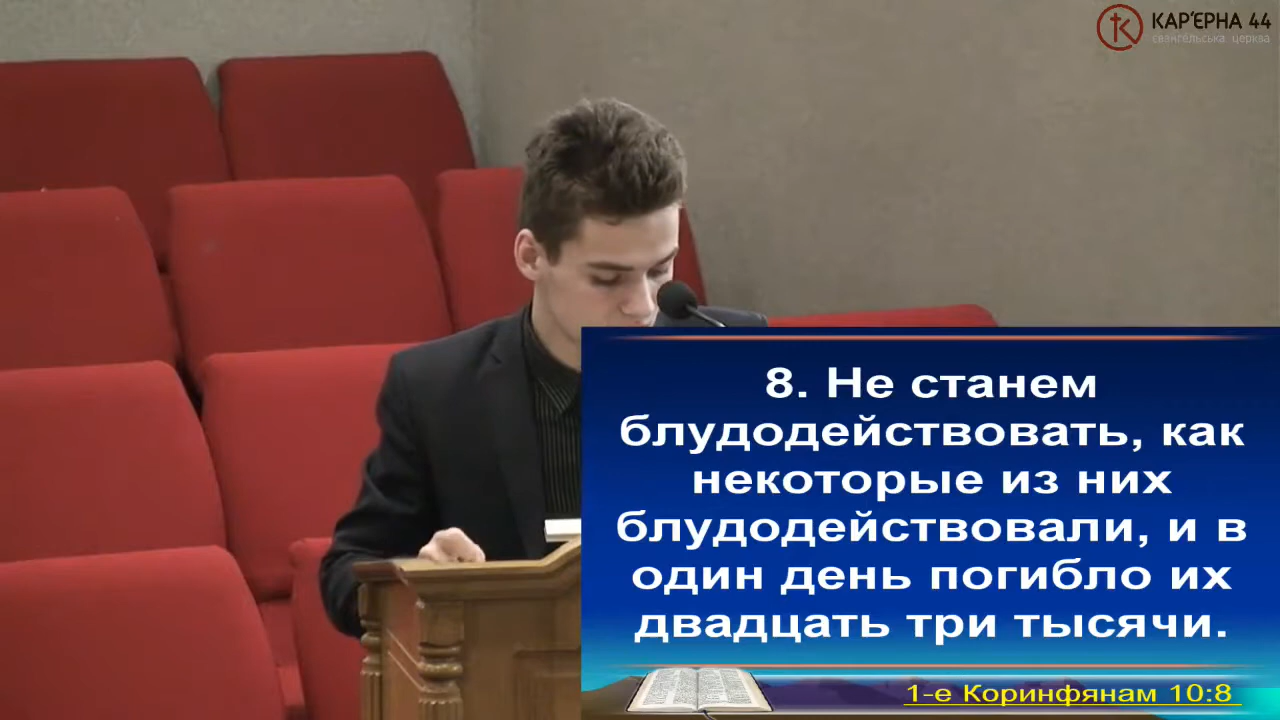 КАР'ЄРНА 44
євангельська церква
8. Не станем
блудодействовать, как
некоторые из них
блудодействовали, и в
один день погибло их
двадцать три тысячи.
1-е Коринфянам 10:8